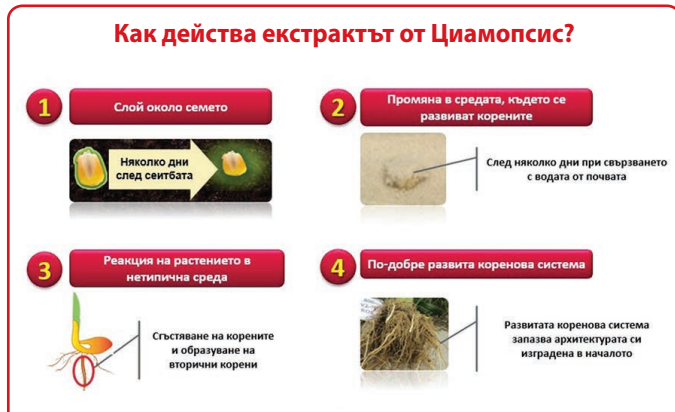 Как действа екстрактът от Циамопсис?
1
Слой около семето
Няколко дни
след сеитбата
2
Промяна в средата, където се
развиват корените
След няколко дни при свързването
с водата от почвата
3
Реакция на растението в
нетипична среда
Сгъстяване на корените
и образуване на
вторични корени
4
По-добре развита коренова система
Развитата коренова система
запазва архитектурата си
изградена в началото